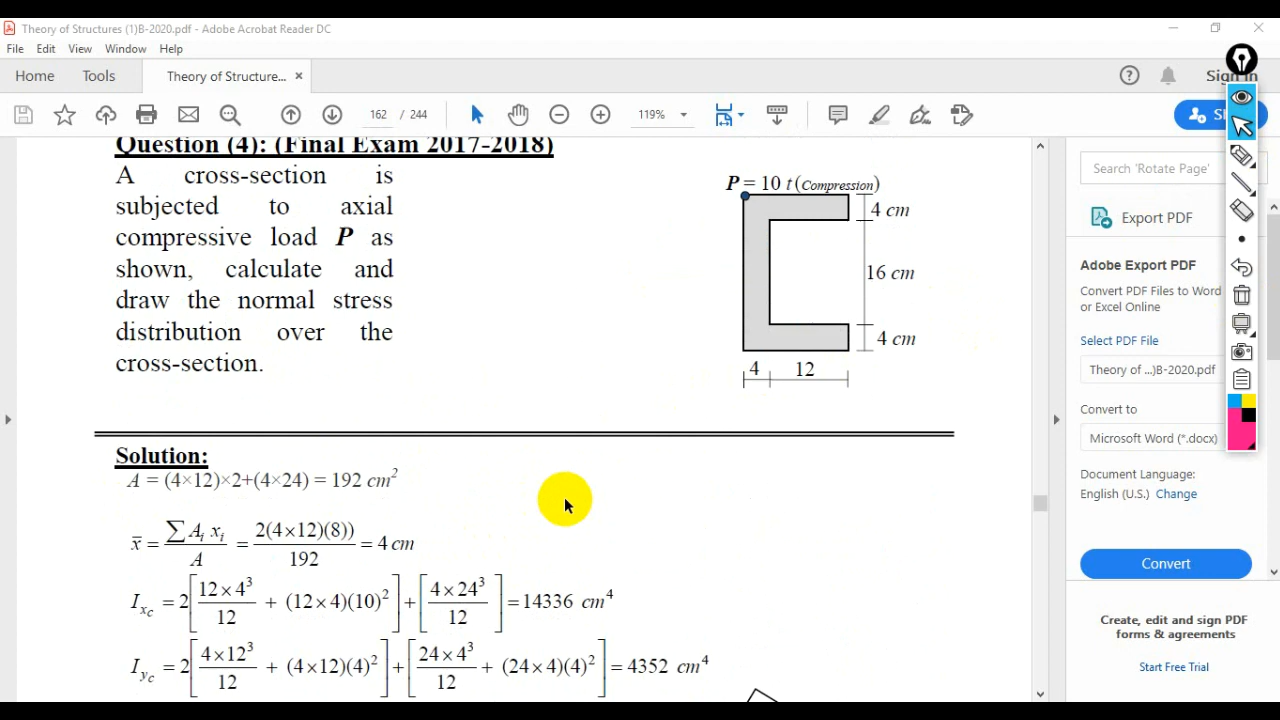 Theory of Structures (1)B-2020.pdf - Adobe Acrobat Reader DC
File Edit View Window Help
Home Tools Theory of Structure... × Sign In
162 / 244 119%
Question (4): (Final Exam 2017-2018)
A cross-section is
subjected to axial
compressive load P as
shown, calculate and
draw the normal stress
distribution over the
cross-section.
P = 10 t (Compression)
4 cm
16 cm
4 cm
4 12
Solution:
A = (4×12)×2+(4×24) = 192 cm²
x̄ = ∑ Aᵢ xᵢ / A = 2(4×12)(8)) / 192 = 4 cm
I_xc = 2[12×4³/12 + (12×4)(10)²] + [4×24³/12] = 14336 cm⁴
I_yc = 2[4×12³/12 + (4×12)(4)²] + [24×4³/12 + (24×4)(4)²] = 4352 cm⁴
Search 'Rotate Page'
Export PDF
Adobe Export PDF
Convert PDF Files to Word
or Excel Online
Select PDF File
Theory of ...)B-2020.pdf
Convert to
Microsoft Word (*.docx)
Document Language:
English (U.S.) Change
Convert
Create, edit and sign PDF
forms & agreements
Start Free Trial